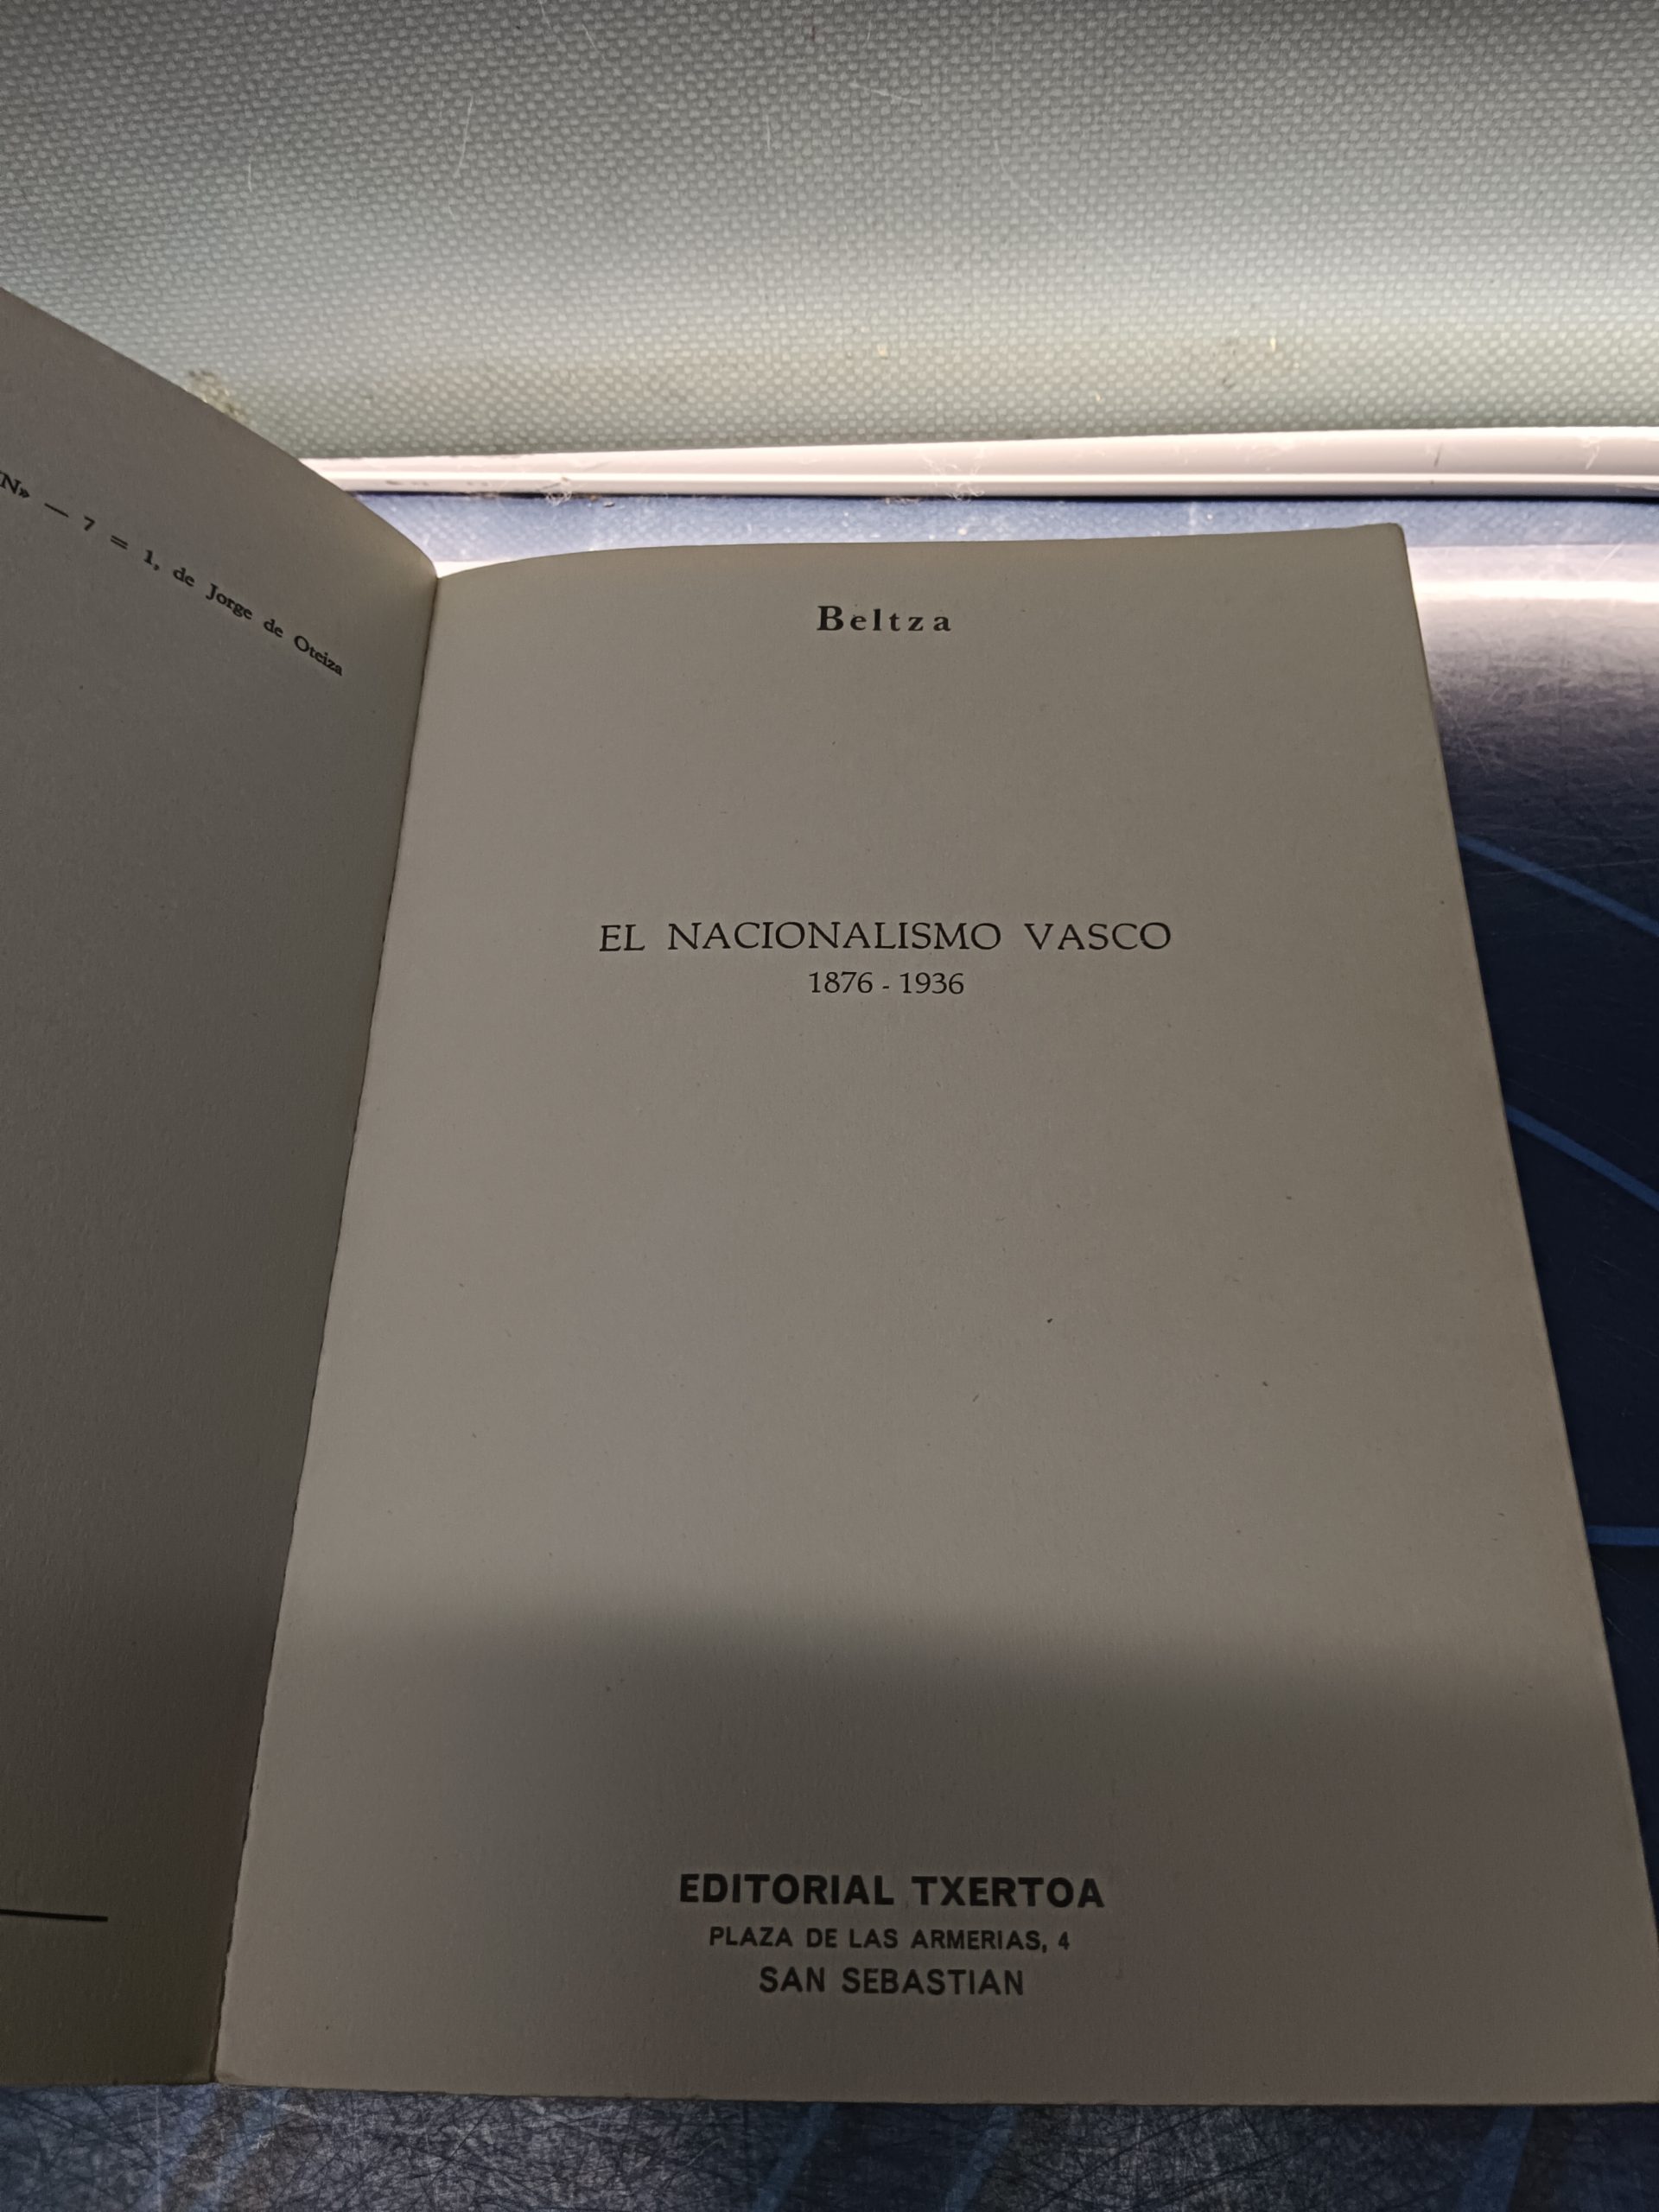 N» — 7 = 1, de Jorge de Oteiza
Beltza
EL NACIONALISMO VASCO
1876 - 1936
EDITORIAL TXERTOA
PLAZA DE LAS ARMERIAS, 4
SAN SEBASTIAN